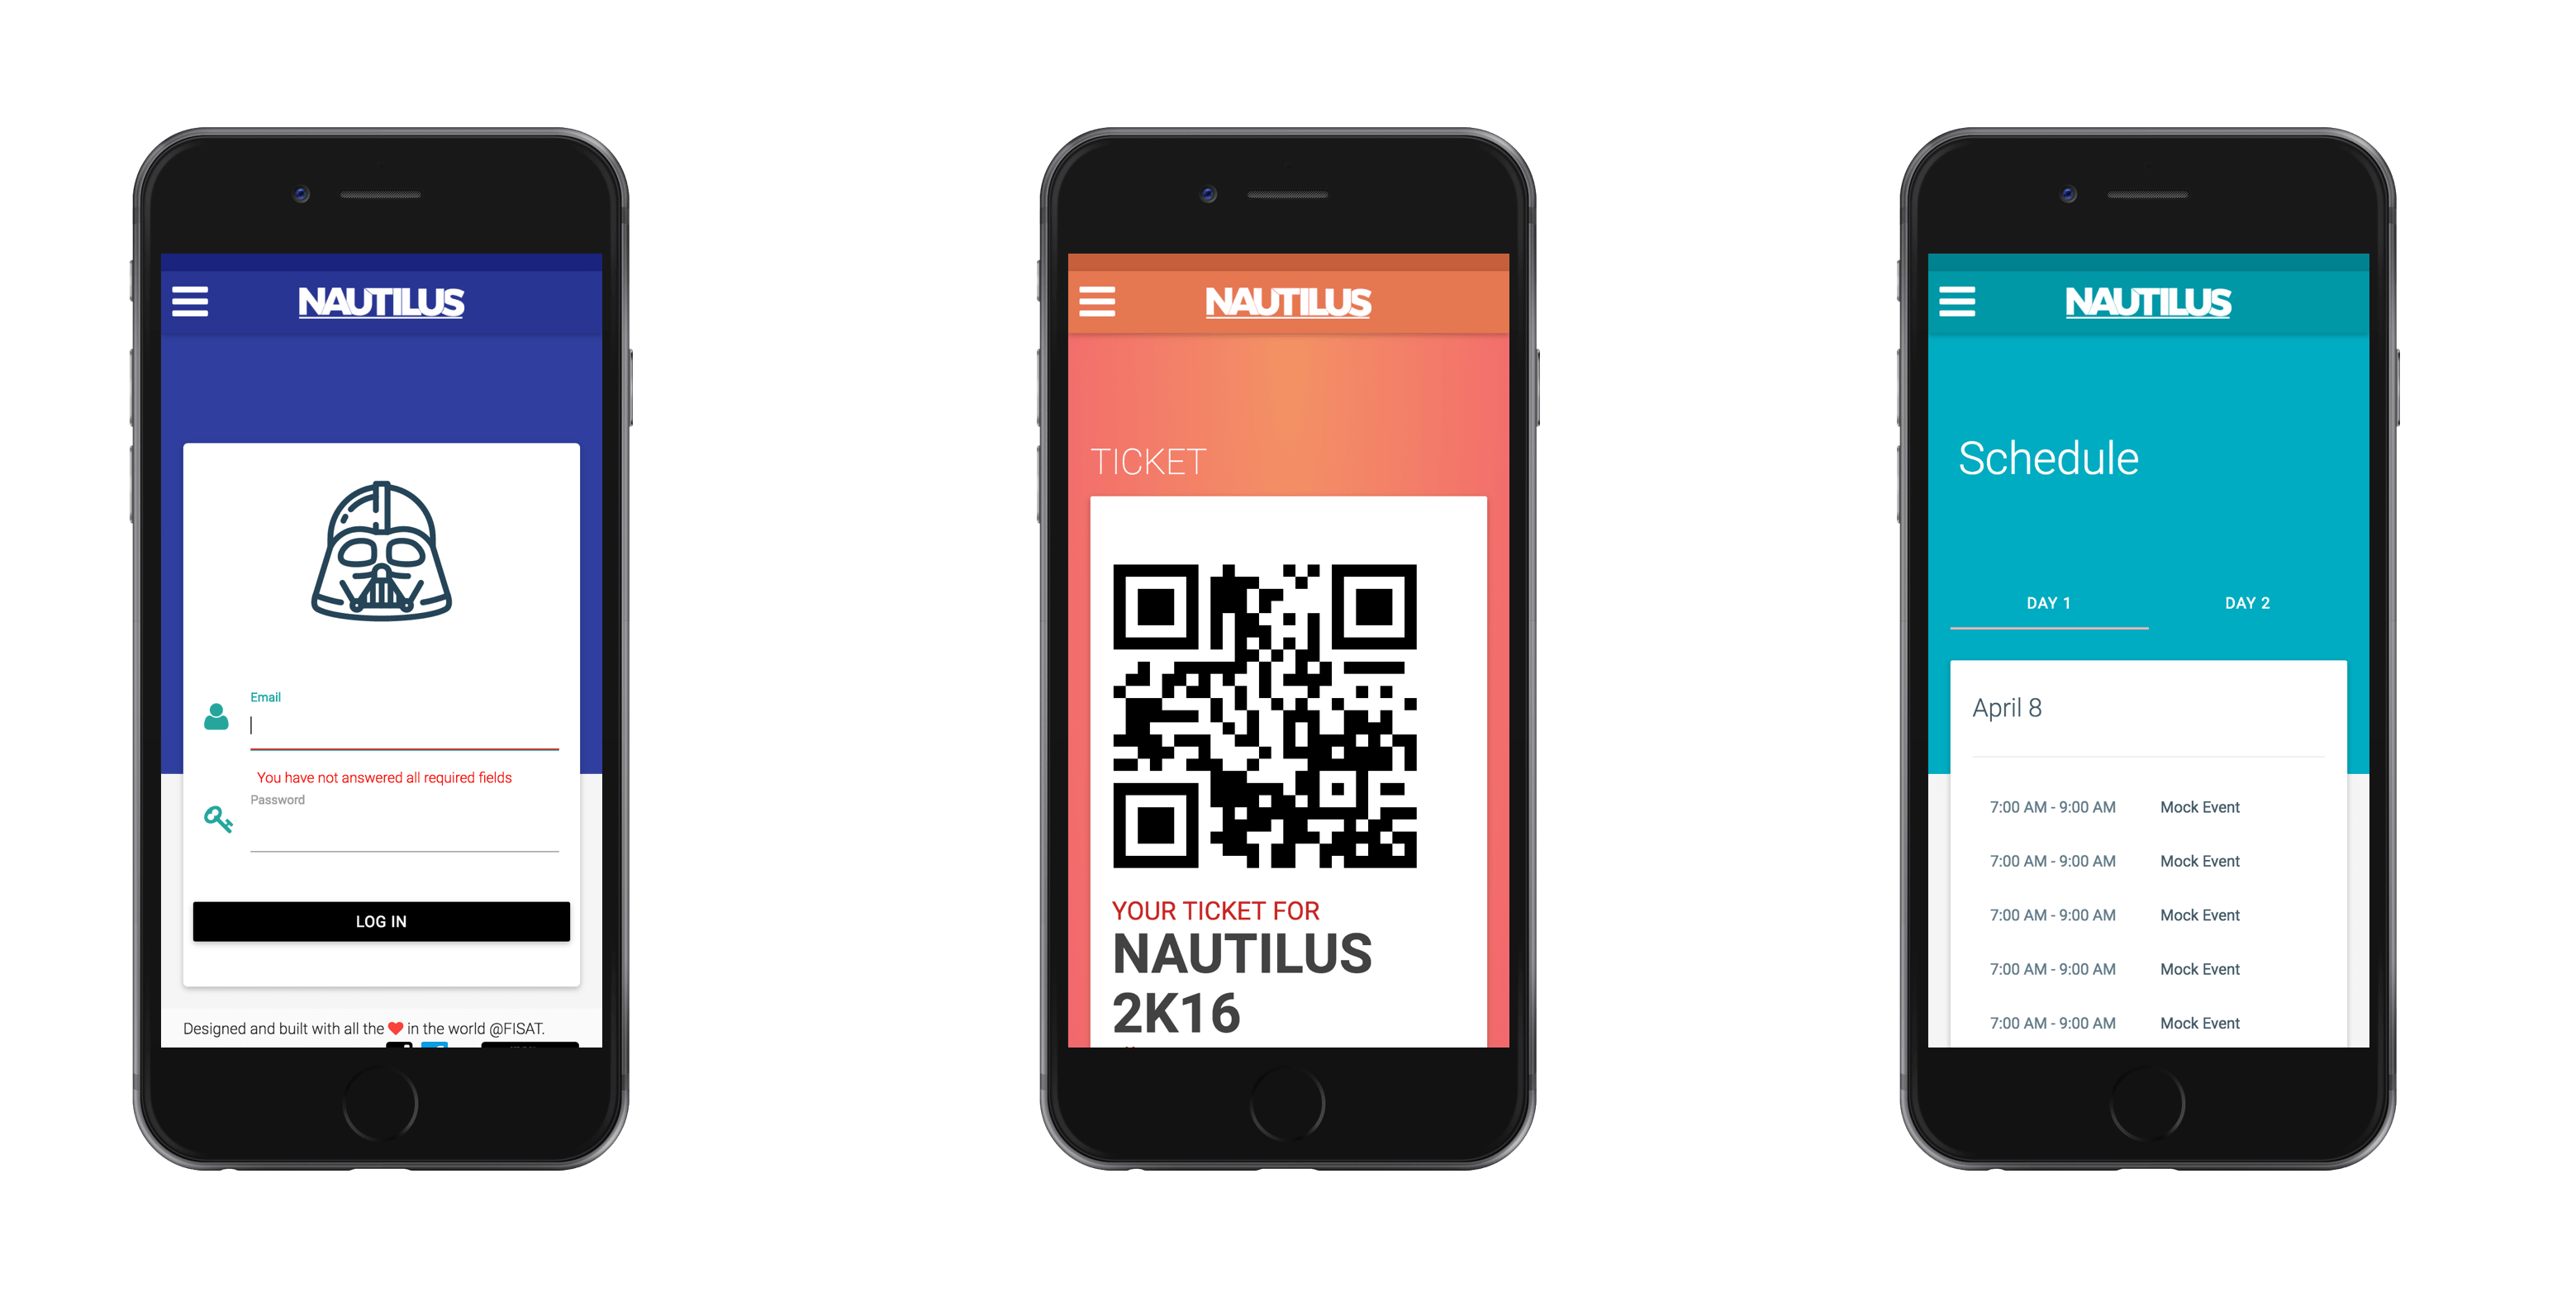 NAUTILUS
Email
You have not answered all required fields
Password
LOG IN
Designed and built with all the ❤ in the world @FISAT.
NAUTILUS
TICKET
YOUR TICKET FOR
NAUTILUS
2K16
NAUTILUS
Schedule
DAY 1 DAY 2
April 8
7:00 AM - 9:00 AM Mock Event
7:00 AM - 9:00 AM Mock Event
7:00 AM - 9:00 AM Mock Event
7:00 AM - 9:00 AM Mock Event
7:00 AM - 9:00 AM Mock Event